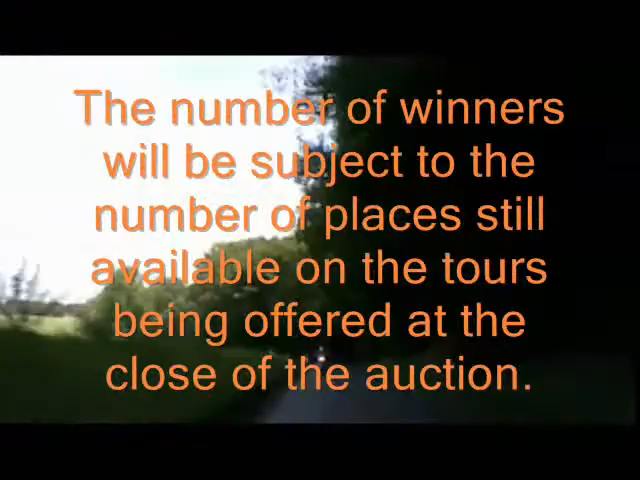 The number of winners
will be subject to the
number of places still
available on the tours
being offered at the
close of the auction.